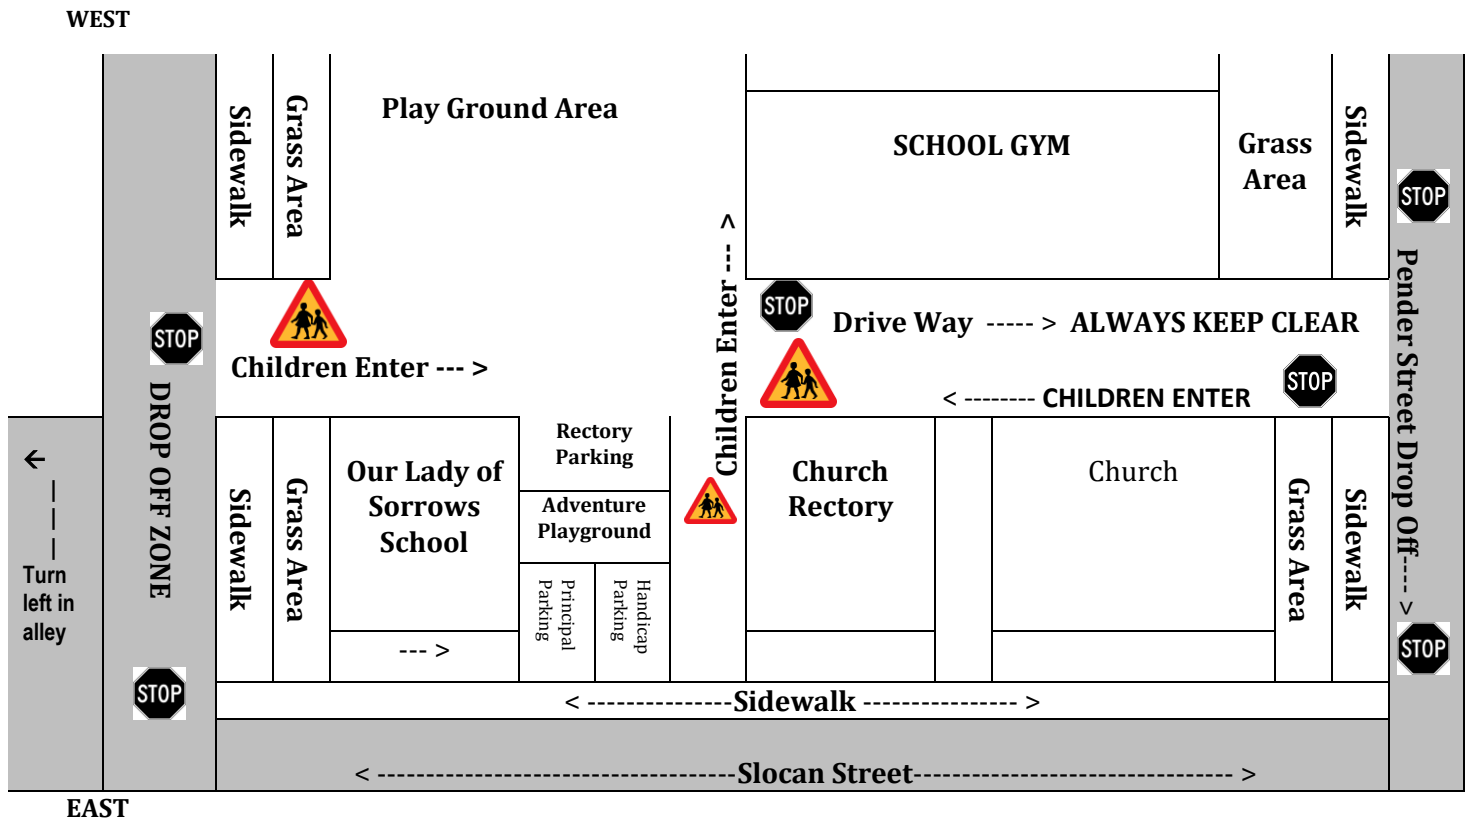 WEST
Sidewalk
Grass Area
Play Ground Area
SCHOOL GYM
Grass
Area
Sidewalk
STOP
Children Enter ---- >
STOP
Drive Way ----- > ALWAYS KEEP CLEAR
STOP
Children Enter --- >
STOP
< -------- CHILDREN ENTER
Pender Street Drop Off---- >
DROP OFF ZONE
←
Turn
left in
alley
Sidewalk
Grass Area
Our Lady of
Sorrows
School
--- >
Rectory
Parking
Adventure
Playground
Principal
Parking
Handicap
Parking
Church
Rectory
Church
Grass Area
Sidewalk
STOP
STOP
< ---------------Sidewalk ---------------- >
< -------------------------------------Slocan Street--------------------------------- >
EAST